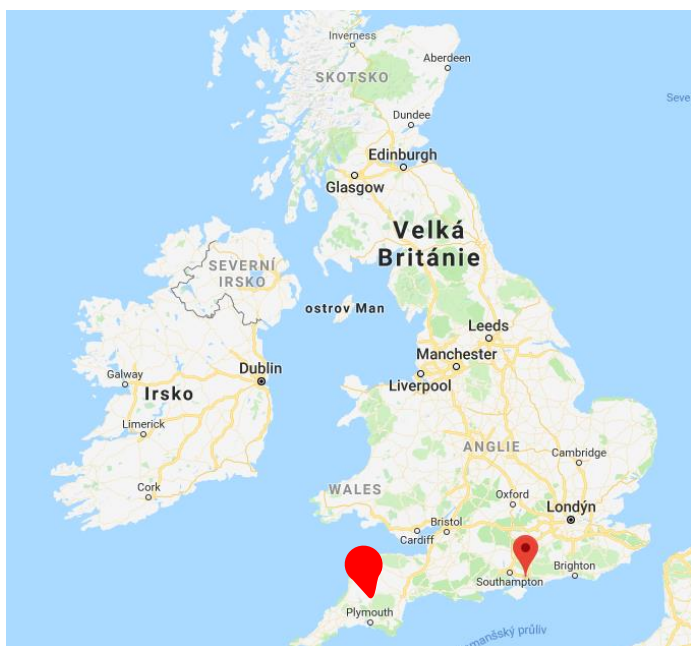 Inverness
Aberdeen
SKOTSKO
Seve
Dundee
Edinburgh
Glasgow
Velká
Británie
SEVERNÍ
IRSKO
ostrov Man
Leeds
Manchester
Dublin
Galway
Liverpool
Irsko
Limerick
ANGLIE
Cambridge
Cork
WALES
Oxford
Londýn
Bristol
Cardiff
Brighton
Southampton
Plymouth
manšský průliv